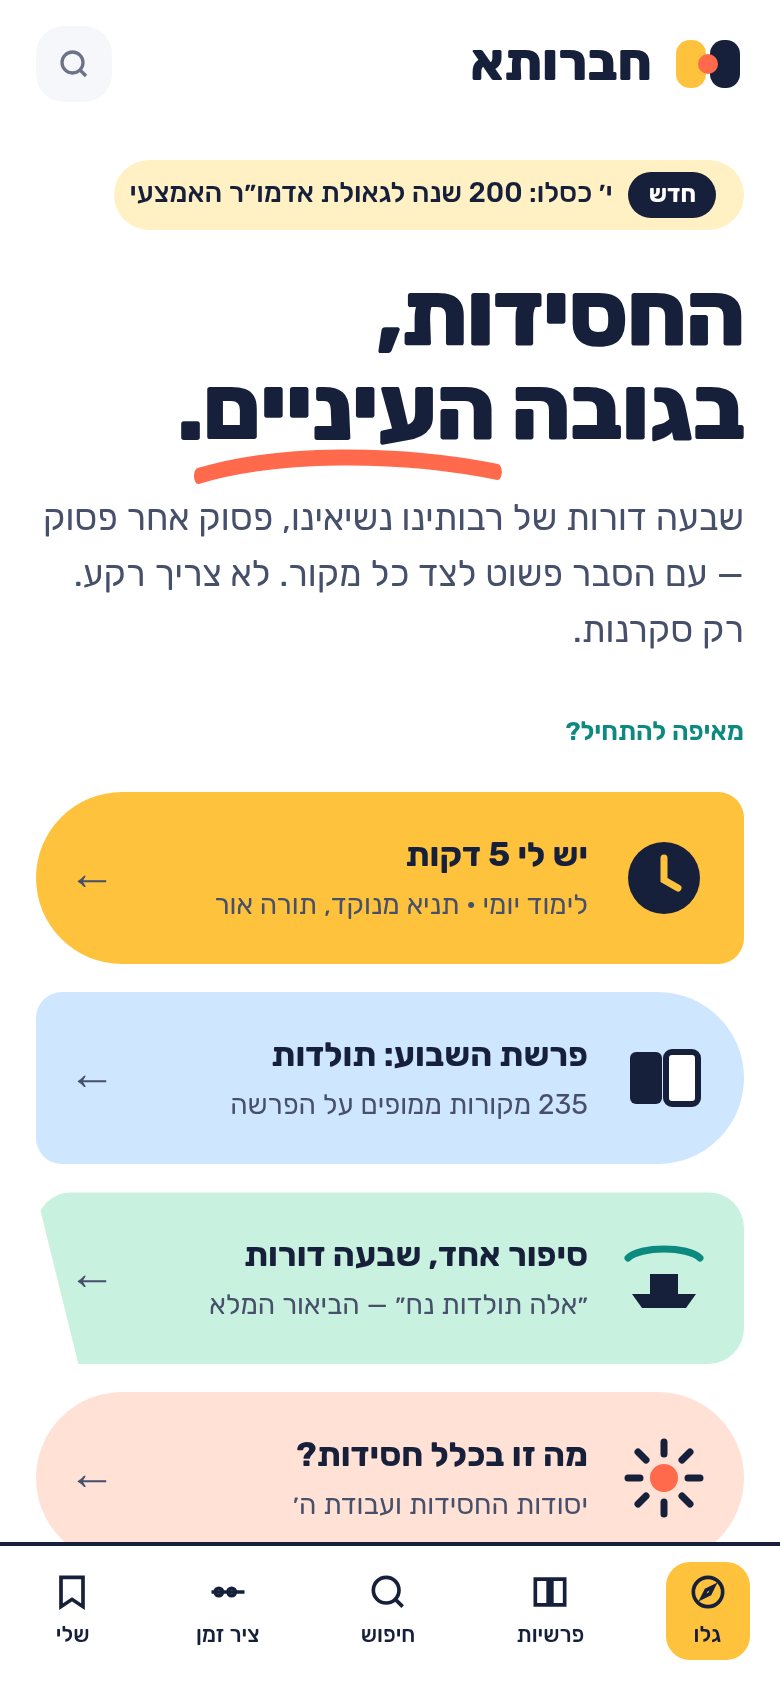 חברותא
חדש י׳ כסלו: 200 שנה לגאולת אדמו״ר האמצעי
החסידות,
בגובה העיניים.
שבעה דורות של רבותינו נשיאינו, פסוק אחר פסוק
— עם הסבר פשוט לצד כל מקור. לא צריך רקע.
רק סקרנות.
מאיפה להתחיל?
יש לי 5 דקות
לימוד יומי • תניא מנוקד, תורה אור
←
פרשת השבוע: תולדות
235 מקורות ממופים על הפרשה
←
סיפור אחד, שבעה דורות
״אלה תולדות נח״ — הביאור המלא
←
מה זו בכלל חסידות?
יסודות החסידות ועבודת ה׳
←
גלו
פרשיות
חיפוש
ציר זמן
שלי